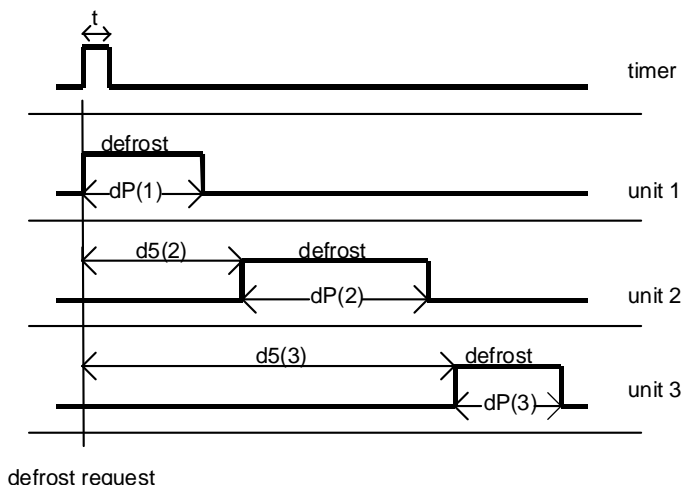 t
timer
defrost
dP(1)
unit 1
d5(2)
defrost
dP(2)
unit 2
d5(3)
defrost
dP(3)
unit 3
defrost request